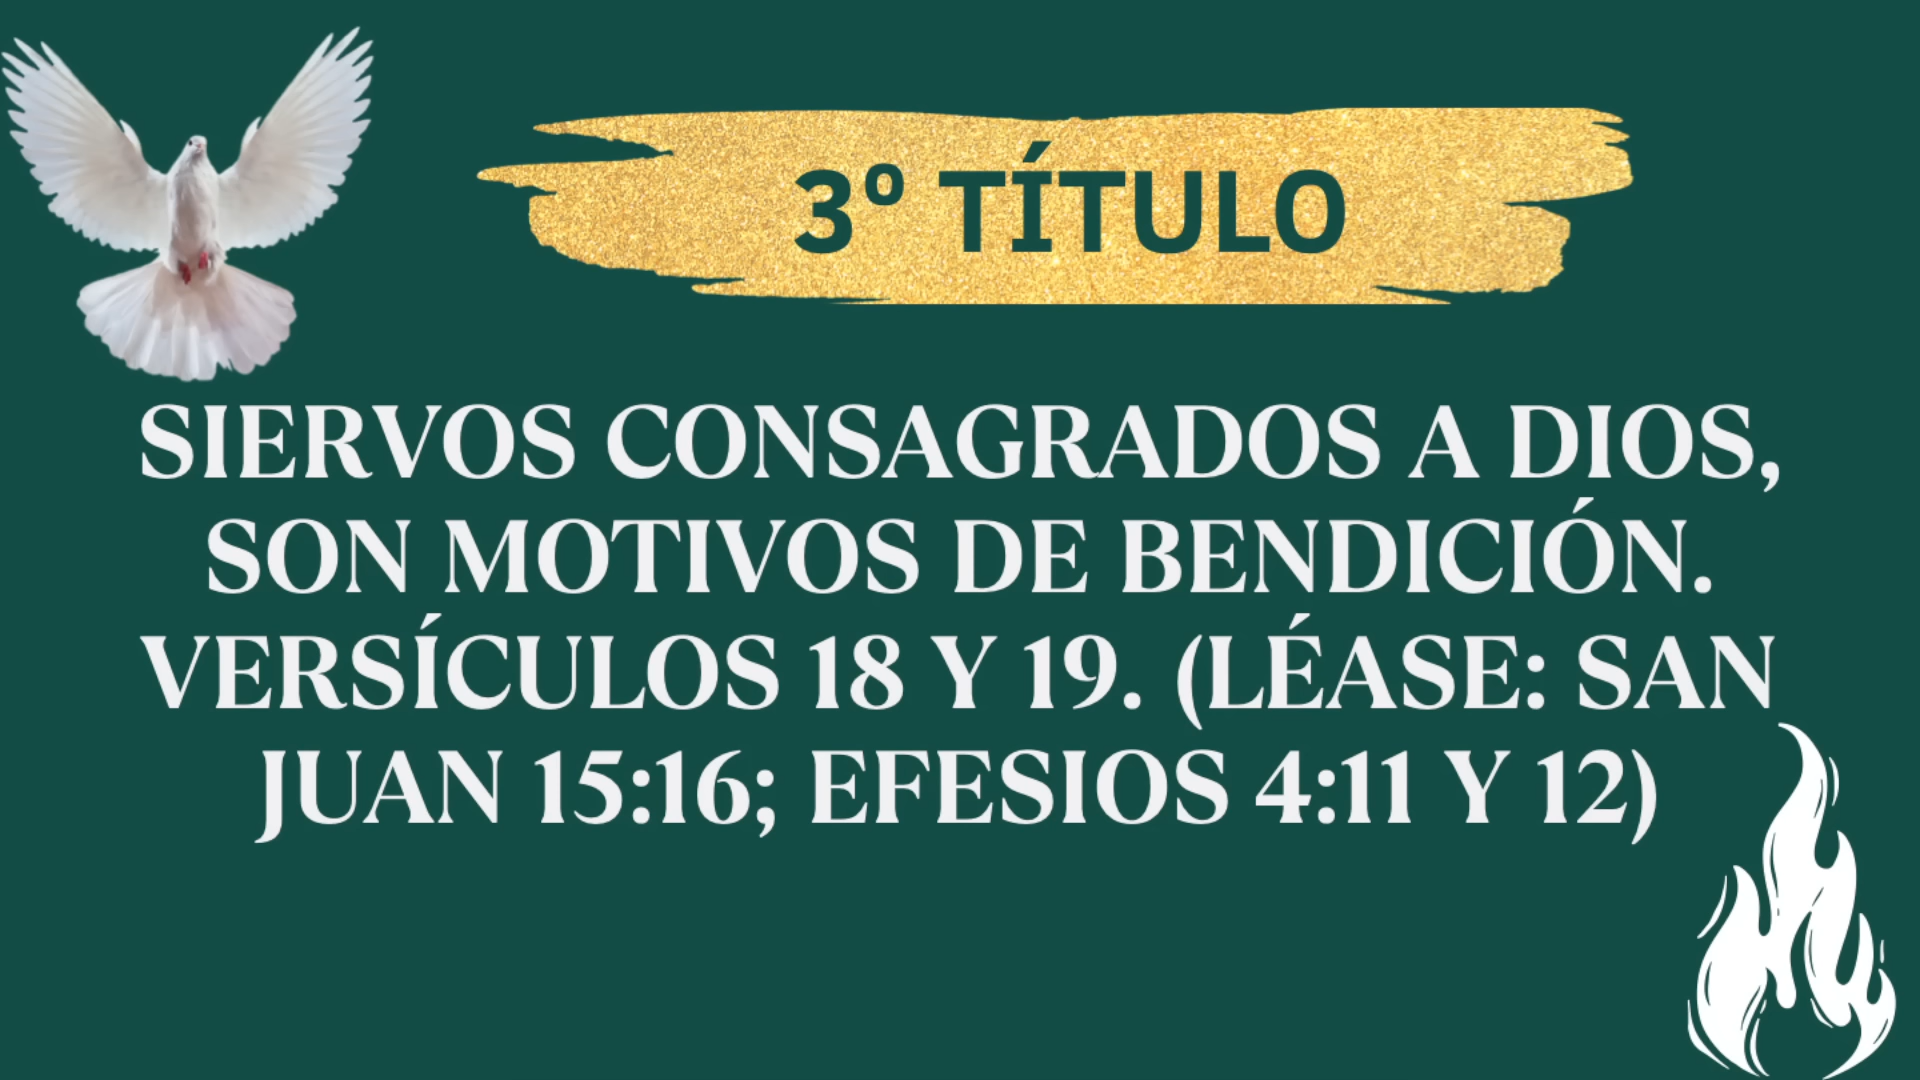 3º TÍTULO
SIERVOS CONSAGRADOS A DIOS,
SON MOTIVOS DE BENDICIÓN.
VERSÍCULOS 18 Y 19. (LÉASE: SAN
JUAN 15:16; EFESIOS 4:11 Y 12)